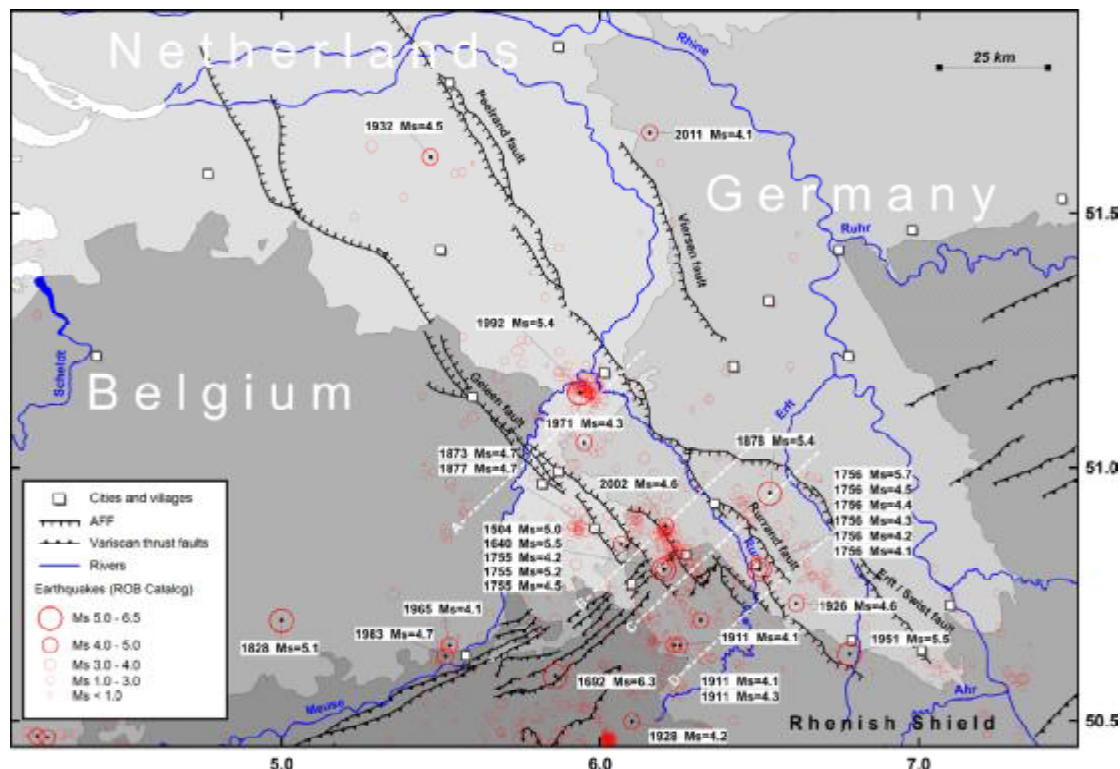 Netherlands
Rhine
25 km
1932 Ms=4.5
Peelrand fault
2011 Ms=4.1
Germany
Viersen fault
51.5
Ruhr
1992 Ms=5.4
Scheldt
Belgium
Geleen fault
Erft
1971 Ms=4.3
1873 Ms=4.7
1877 Ms=4.7
1878 Ms=5.4
51.0
2002 Ms=4.6
1756 Ms=5.7
1756 Ms=4.5
1756 Ms=4.4
1756 Ms=4.3
1756 Ms=4.2
1756 Ms=4.1
A
Cities and villages
AFF
Variscan thrust faults
Rivers
Earthquakes (ROB Catalog)
Ms 5.0 - 6.5
Ms 4.0 - 5.0
Ms 3.0 - 4.0
Ms 1.0 - 3.0
Ms < 1.0
1504 Ms=5.0
1640 Ms=5.5
1755 Ms=4.2
1755 Ms=5.2
1755 Ms=4.5
Rurrand fault
Erft / Swist fault
C
1965 Ms=4.1
1983 Ms=4.7
1828 Ms=5.1
1926 Ms=4.6
1911 Ms=4.1
1951 Ms=5.5
D
1911 Ms=4.1
1911 Ms=4.3
1692 Ms=6.3
Meuse
Ahr
Rhenish Shield
1928 Ms=4.2
50.5
5.0
6.0
7.0